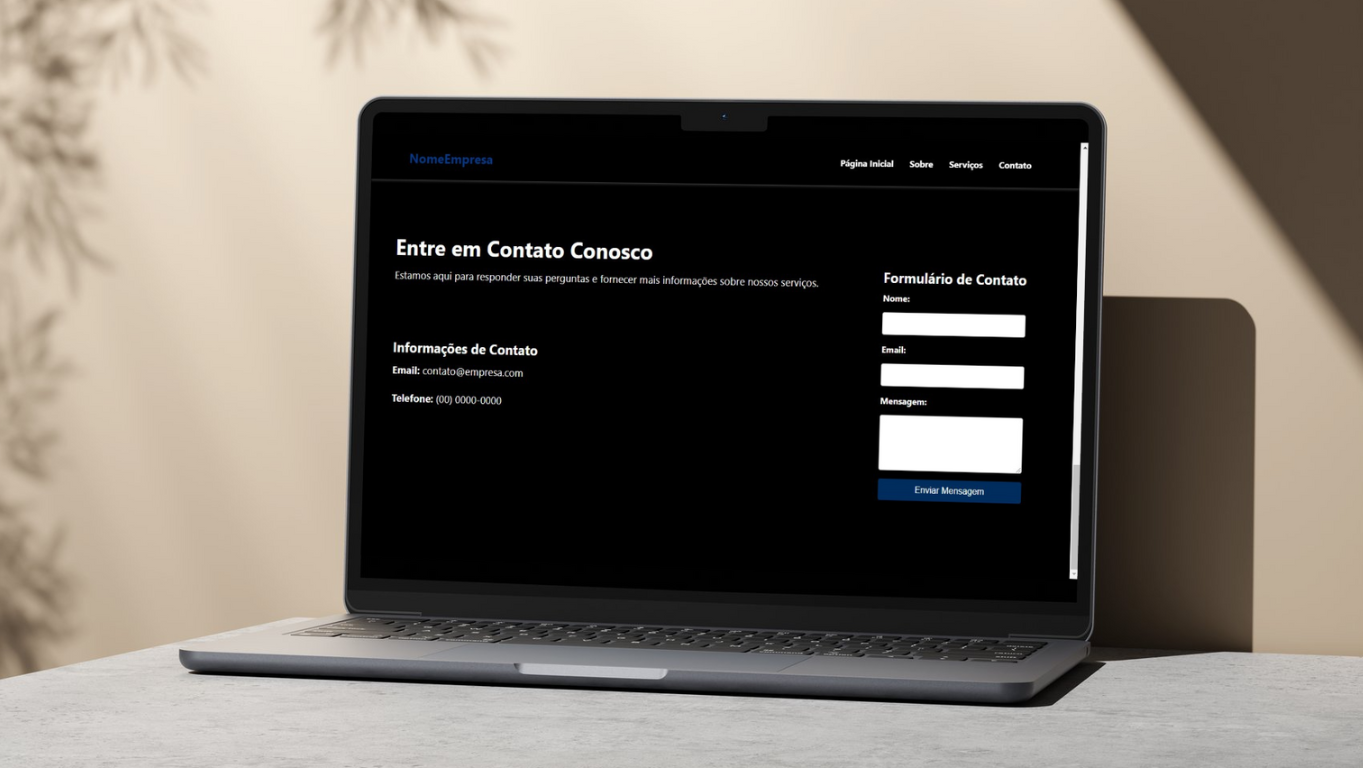 NomeEmpresa
Página Inicial Sobre Serviços Contato
Entre em Contato Conosco
Estamos aqui para responder suas perguntas e fornecer mais informações sobre nossos serviços.
Informações de Contato
Email: contato@empresa.com
Telefone: (00) 0000-0000
Formulário de Contato
Nome:
Email:
Mensagem:
Enviar Mensagem